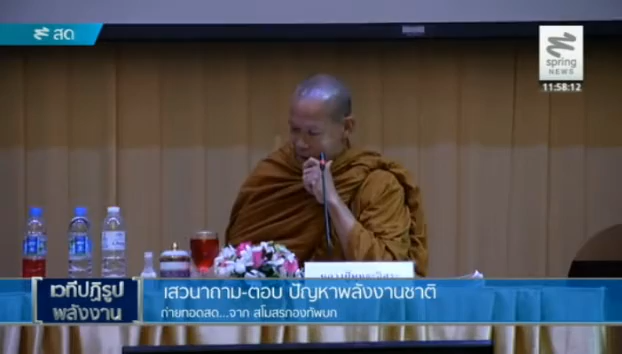 สด
spring
NEWS
11:58:12
เวทีปฏิรูป
พลังงาน
เสวนาถาม-ตอบ ปัญหาพลังงานชาติ
ถ่ายทอดสด...จาก สโมสรกองทัพบก